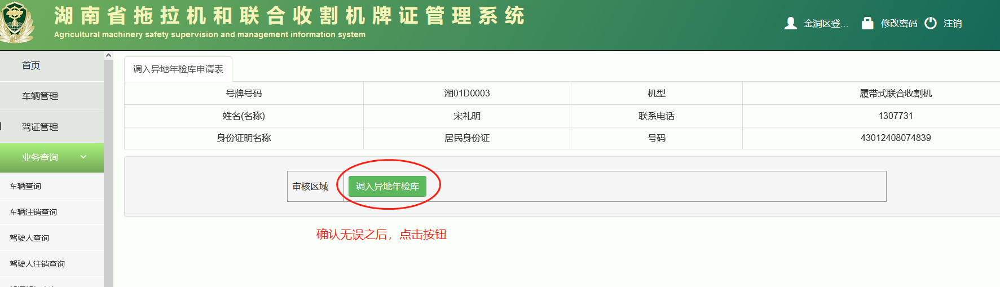 湖南省拖拉机和联合收割机牌证管理系统
Agricultural machinery safety supervision and management information system
金洞区登... 修改密码 注销
首页
车辆管理
驾证管理
业务查询
车辆查询
车辆注销查询
驾驶人查询
驾驶人注销查询
调入异地年检库申请表
号牌号码 湘01D0003 机型 履带式联合收割机
姓名(名称) 宋礼明 联系电话 1307731
身份证明名称 居民身份证 号码 43012408074839
审核区域 调入异地年检库
确认无误之后，点击按钮